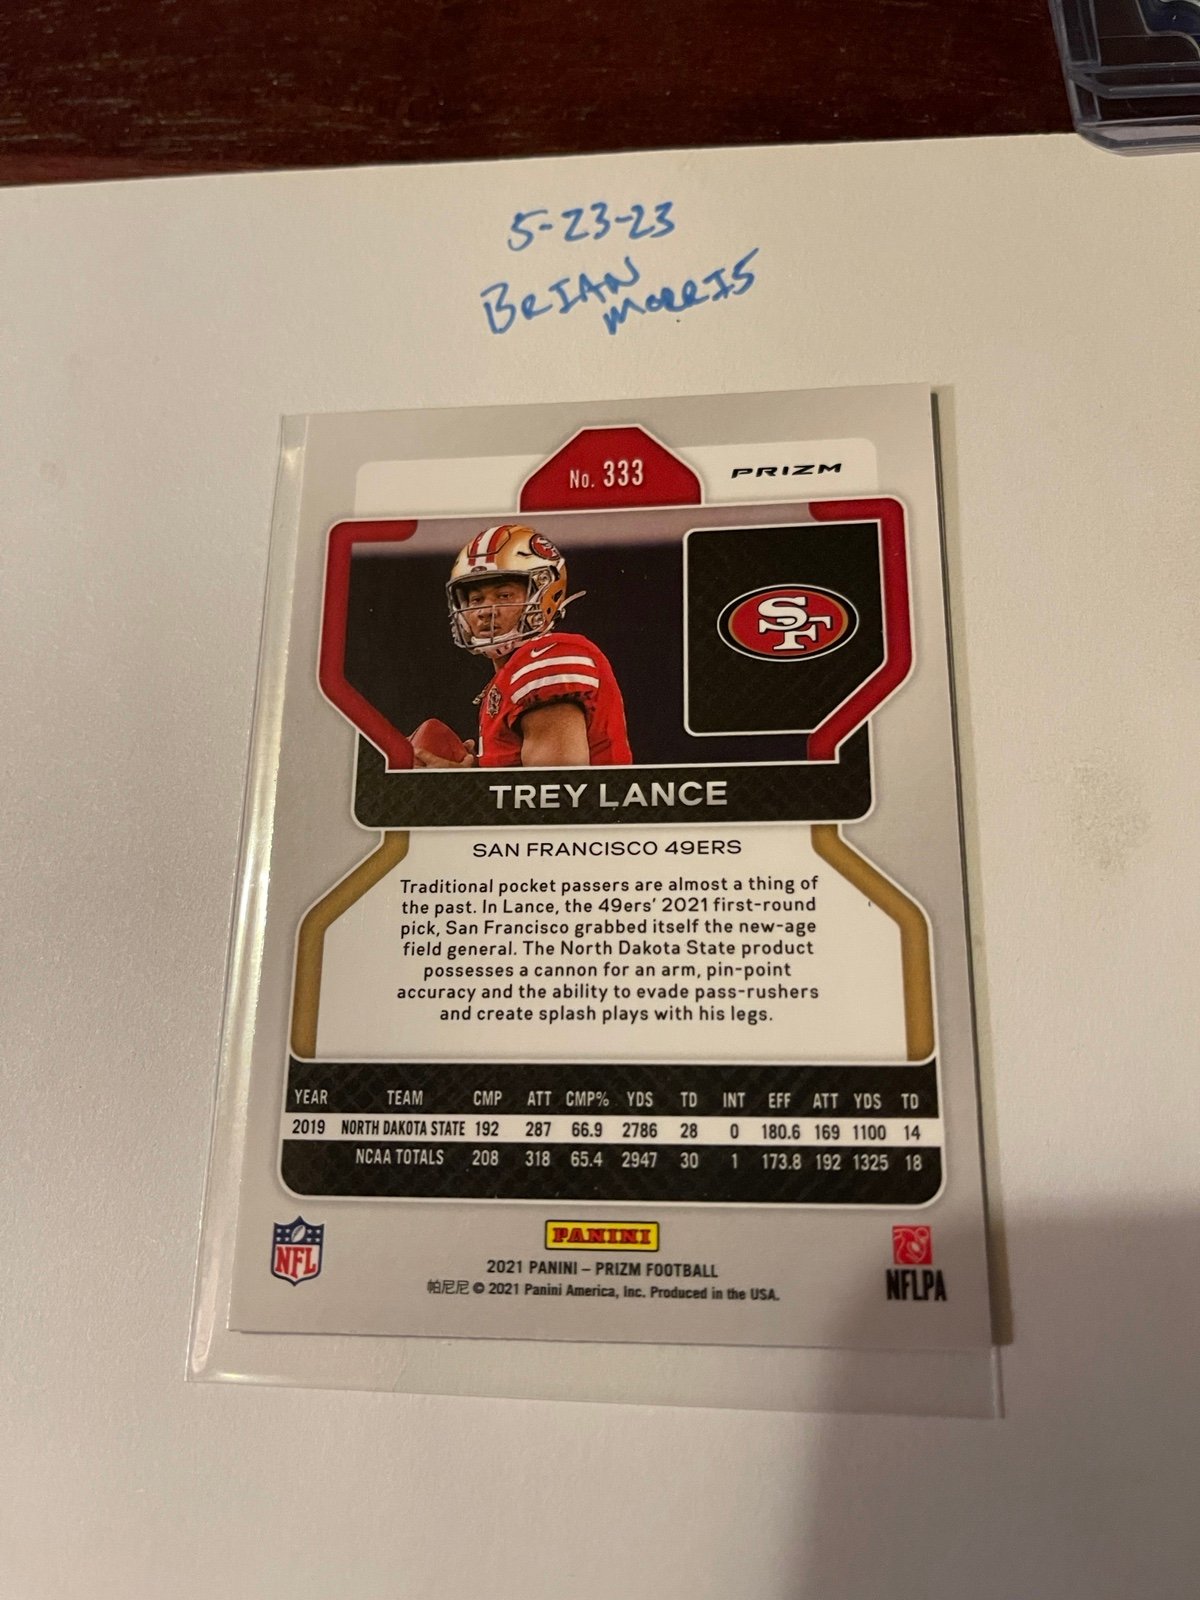 5-23-23
BRIAN
MORRIS
No. 333
PRIZM
SF
TREY LANCE
SAN FRANCISCO 49ERS
Traditional pocket passers are almost a thing of
the past. In Lance, the 49ers' 2021 first-round
pick, San Francisco grabbed itself the new-age
field general. The North Dakota State product
possesses a cannon for an arm, pin-point
accuracy and the ability to evade pass-rushers
and create splash plays with his legs.
YEAR TEAM CMP ATT CMP% YDS TD INT EFF ATT YDS TD
2019 NORTH DAKOTA STATE 192 287 66.9 2786 28 0 180.6 169 1100 14
NCAA TOTALS 208 318 65.4 2947 30 1 173.8 192 1325 18
NFL
PANINI
NFLPA
2021 PANINI – PRIZM FOOTBALL
帕尼尼 © 2021 Panini America, Inc. Produced in the USA.